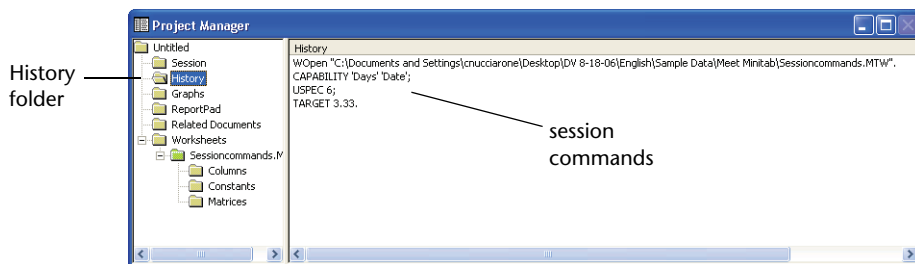 Project Manager
History
folder
Untitled
Session
History
Graphs
ReportPad
Related Documents
Worksheets
Sessioncommands.M
Columns
Constants
Matrices
History
WOpen "C:\Documents and Settings\cnucciarone\Desktop\DV 8-18-06\English\Sample Data\Meet Minitab\Sessioncommands.MTW".
CAPABILITY 'Days' 'Date';
USPEC 6;
TARGET 3.33.
session
commands